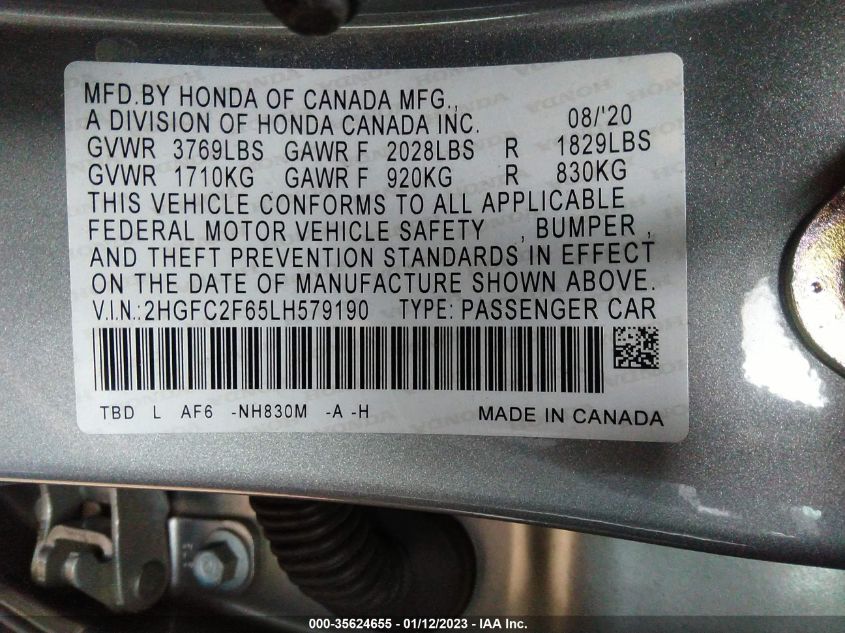 MFD.BY HONDA OF CANADA MFG.,
A DIVISION OF HONDA CANADA INC. 08/'20
GVWR 3769LBS GAWR F 2028LBS R 1829LBS
GVWR 1710KG GAWR F 920KG R 830KG
THIS VEHICLE CONFORMS TO ALL APPLICABLE
FEDERAL MOTOR VEHICLE SAFETY , BUMPER ,
AND THEFT PREVENTION STANDARDS IN EFFECT
ON THE DATE OF MANUFACTURE SHOWN ABOVE.
V.I.N.:2HGFC2F65LH579190 TYPE: PASSENGER CAR
TBD L AF6 -NH830M -A -H MADE IN CANADA
000-35624655 - 01/12/2023 - IAA Inc.